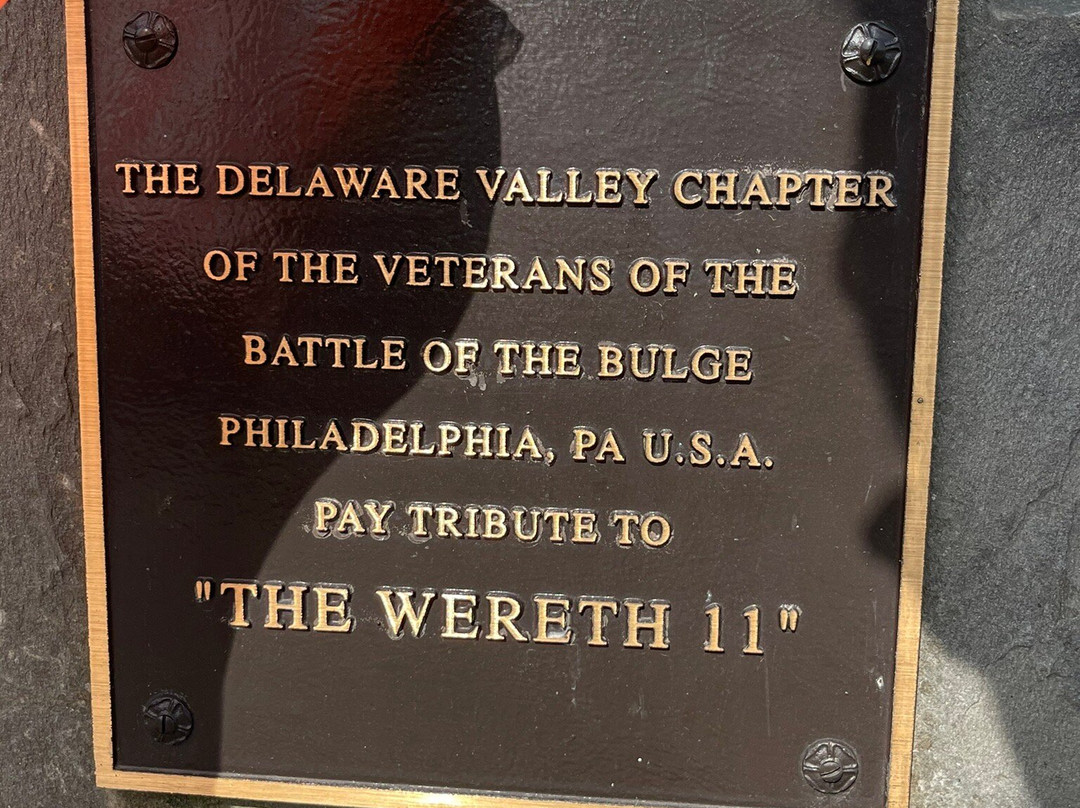 THE DELAWARE VALLEY CHAPTER
OF THE VETERANS OF THE
BATTLE OF THE BULGE
PHILADELPHIA, PA U.S.A.
PAY TRIBUTE TO
"THE WERETH 11"